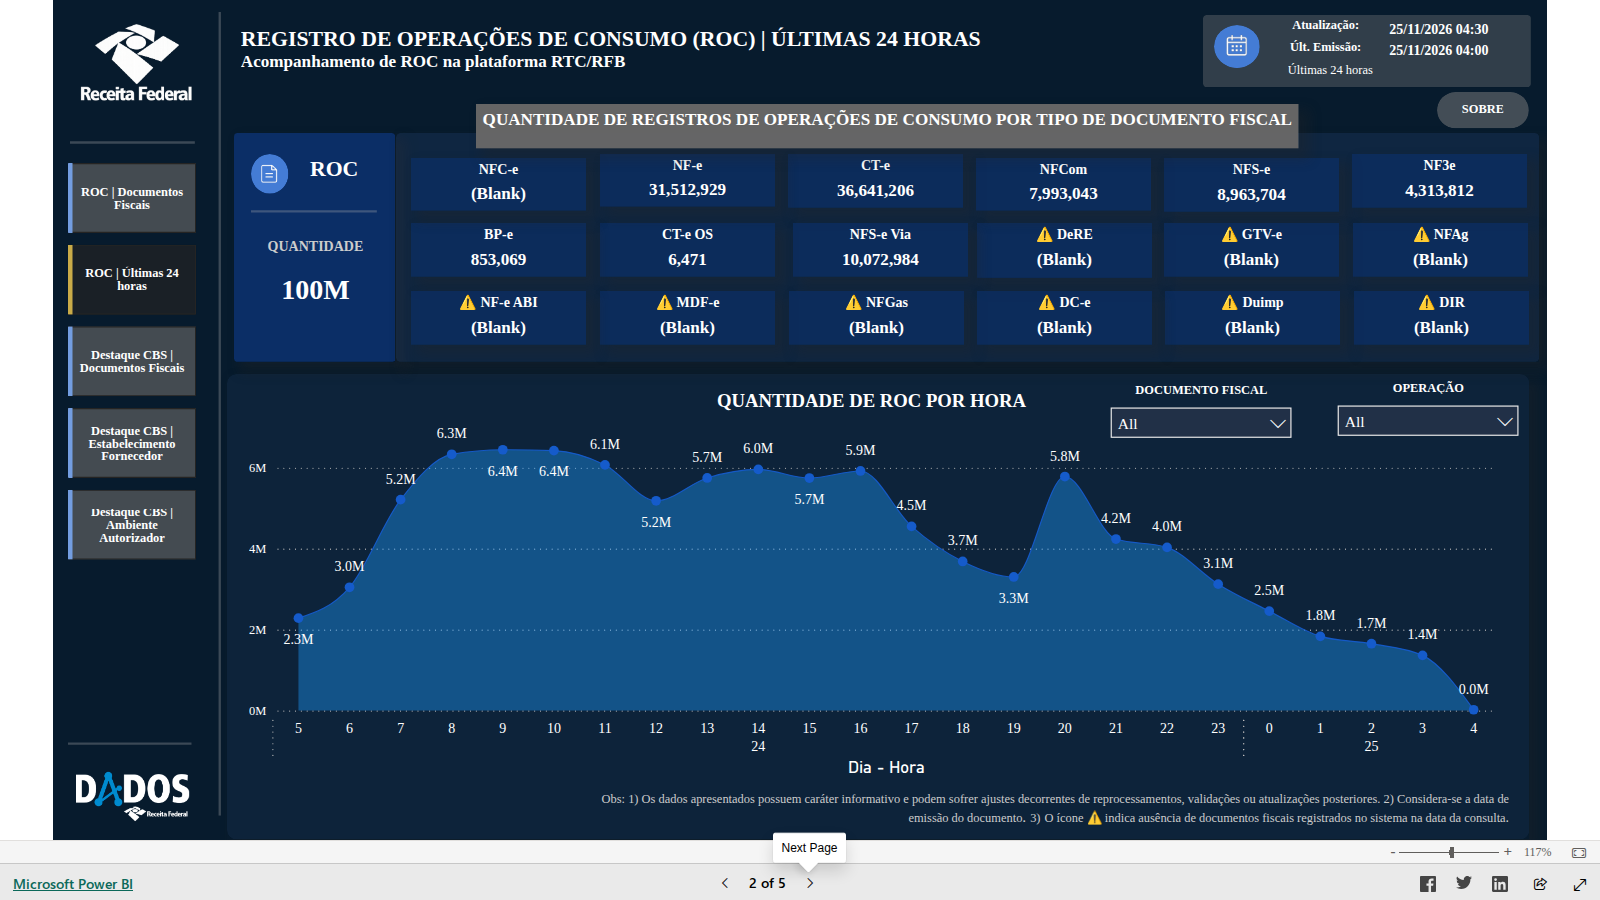 Receita Federal
REGISTRO DE OPERAÇÕES DE CONSUMO (ROC) | ÚLTIMAS 24 HORAS
Acompanhamento de ROC na plataforma RTC/RFB
Atualização: 25/11/2026 04:30
Últ. Emissão: 25/11/2026 04:00
Últimas 24 horas
SOBRE
ROC | Documentos
Fiscais
ROC | Últimas 24
horas
Destaque CBS |
Documentos Fiscais
Destaque CBS |
Estabelecimento
Fornecedor
Destaque CBS |
Ambiente
Autorizador
DADOS
Receita Federal
QUANTIDADE DE REGISTROS DE OPERAÇÕES DE CONSUMO POR TIPO DE DOCUMENTO FISCAL
ROC
QUANTIDADE
100M
NFC-e NF-e CT-e NFCom NFS-e NF3e
(Blank) 31,512,929 36,641,206 7,993,043 8,963,704 4,313,812
BP-e CT-e OS NFS-e Via ⚠ DeRE ⚠ GTV-e ⚠ NFAg
853,069 6,471 10,072,984 (Blank) (Blank) (Blank)
⚠ NF-e ABI ⚠ MDF-e ⚠ NFGas ⚠ DC-e ⚠ Duimp ⚠ DIR
(Blank) (Blank) (Blank) (Blank) (Blank) (Blank)
QUANTIDADE DE ROC POR HORA
DOCUMENTO FISCAL
All
OPERAÇÃO
All
6M
4M
2M
0M
2.3M 3.0M 5.2M 6.3M 6.4M 6.4M 6.1M 5.2M 5.7M 6.0M 5.7M 5.9M 4.5M 3.7M 3.3M 5.8M 4.2M 4.0M 3.1M 2.5M 1.8M 1.7M 1.4M 0.0M
5 6 7 8 9 10 11 12 13 14 15 16 17 18 19 20 21 22 23 0 1 2 3 4
24 25
Dia - Hora
Obs: 1) Os dados apresentados possuem caráter informativo e podem sofrer ajustes decorrentes de reprocessamentos, validações ou atualizações posteriores. 2) Considera-se a data de
emissão do documento. 3) O ícone ⚠ indica ausência de documentos fiscais registrados no sistema na data da consulta.
Next Page
- + 117%
Microsoft Power BI
< 2 of 5 >